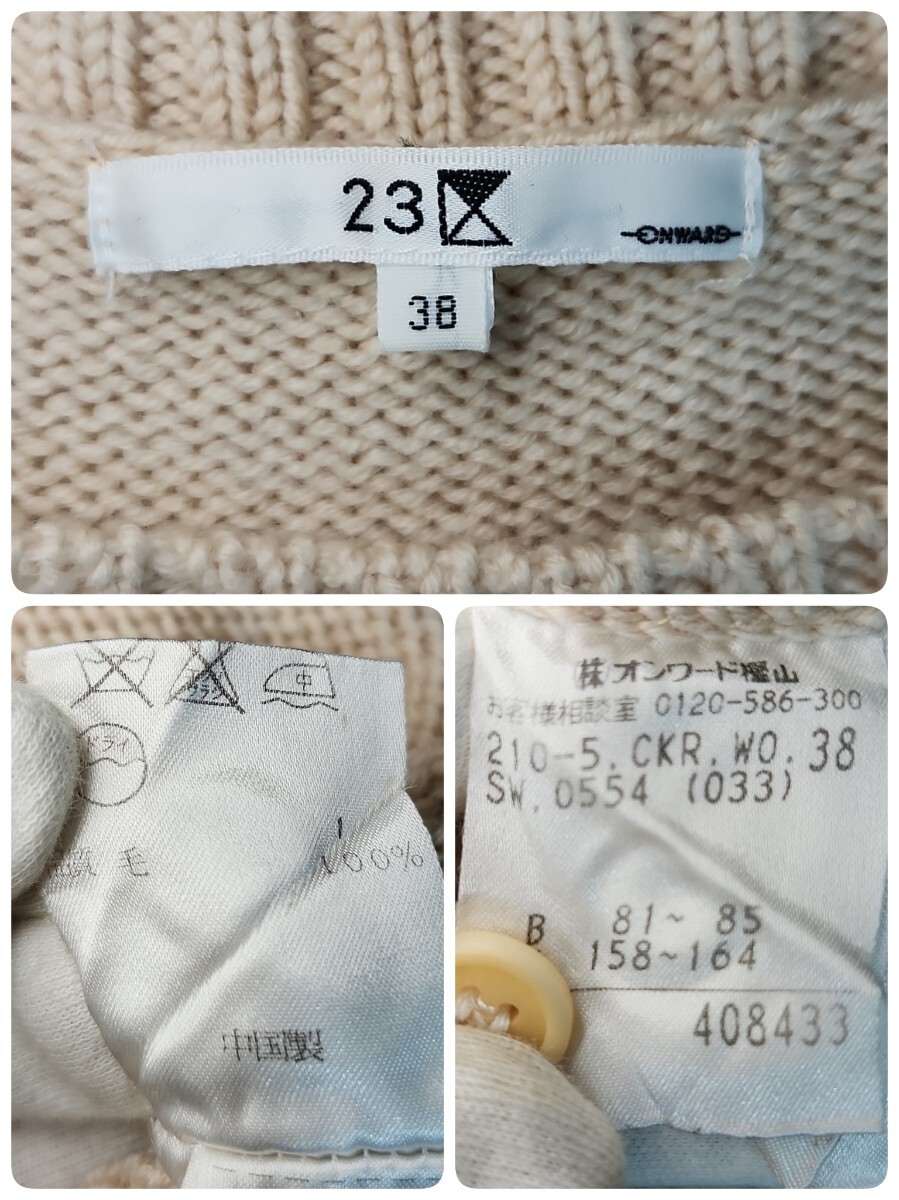 23区
ONWARD
38
中
ドライ
毛 100%
中国製
(株)オンワード樫山
お客様相談室 0120-586-300
210-5. CKR. WO. 38
SW. 0554 (033)
B 81~ 85
158~164
408433